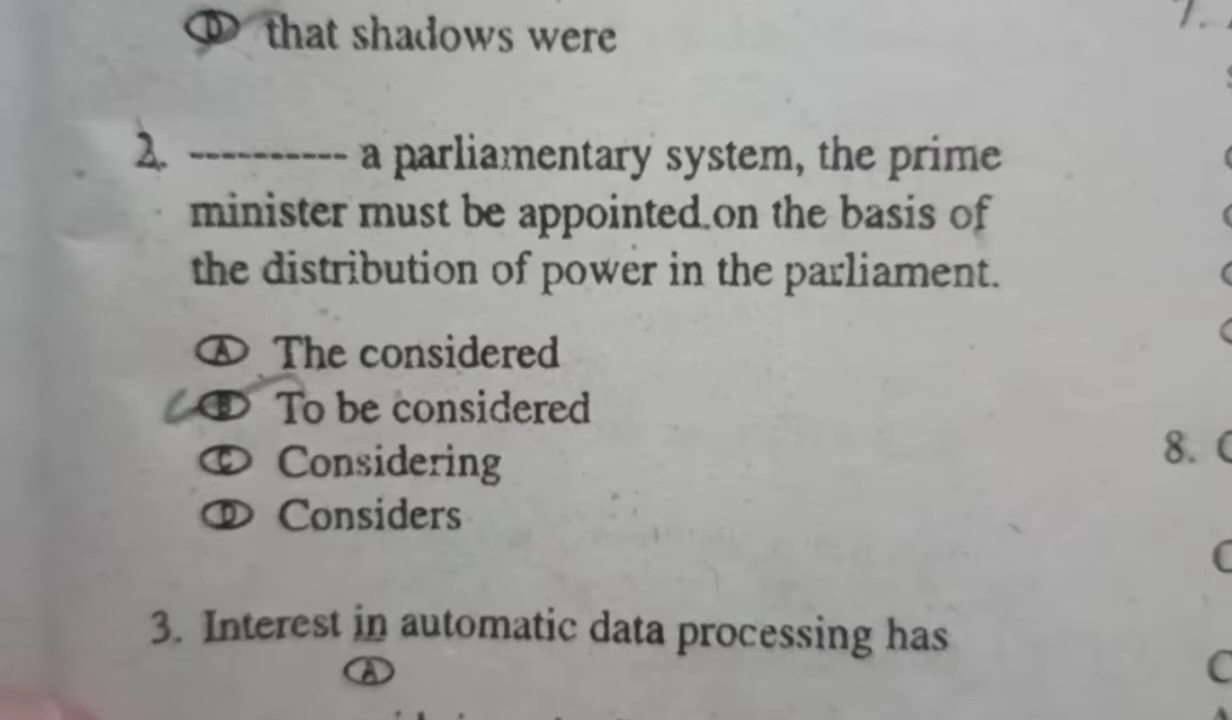 7.
Ⓓ that shadows were
2. ---------- a parliamentary system, the prime
minister must be appointed on the basis of
the distribution of power in the parliament.
Ⓐ The considered
Ⓑ To be considered
Ⓒ Considering
Ⓓ Considers
8.
3. Interest in automatic data processing has
Ⓐ